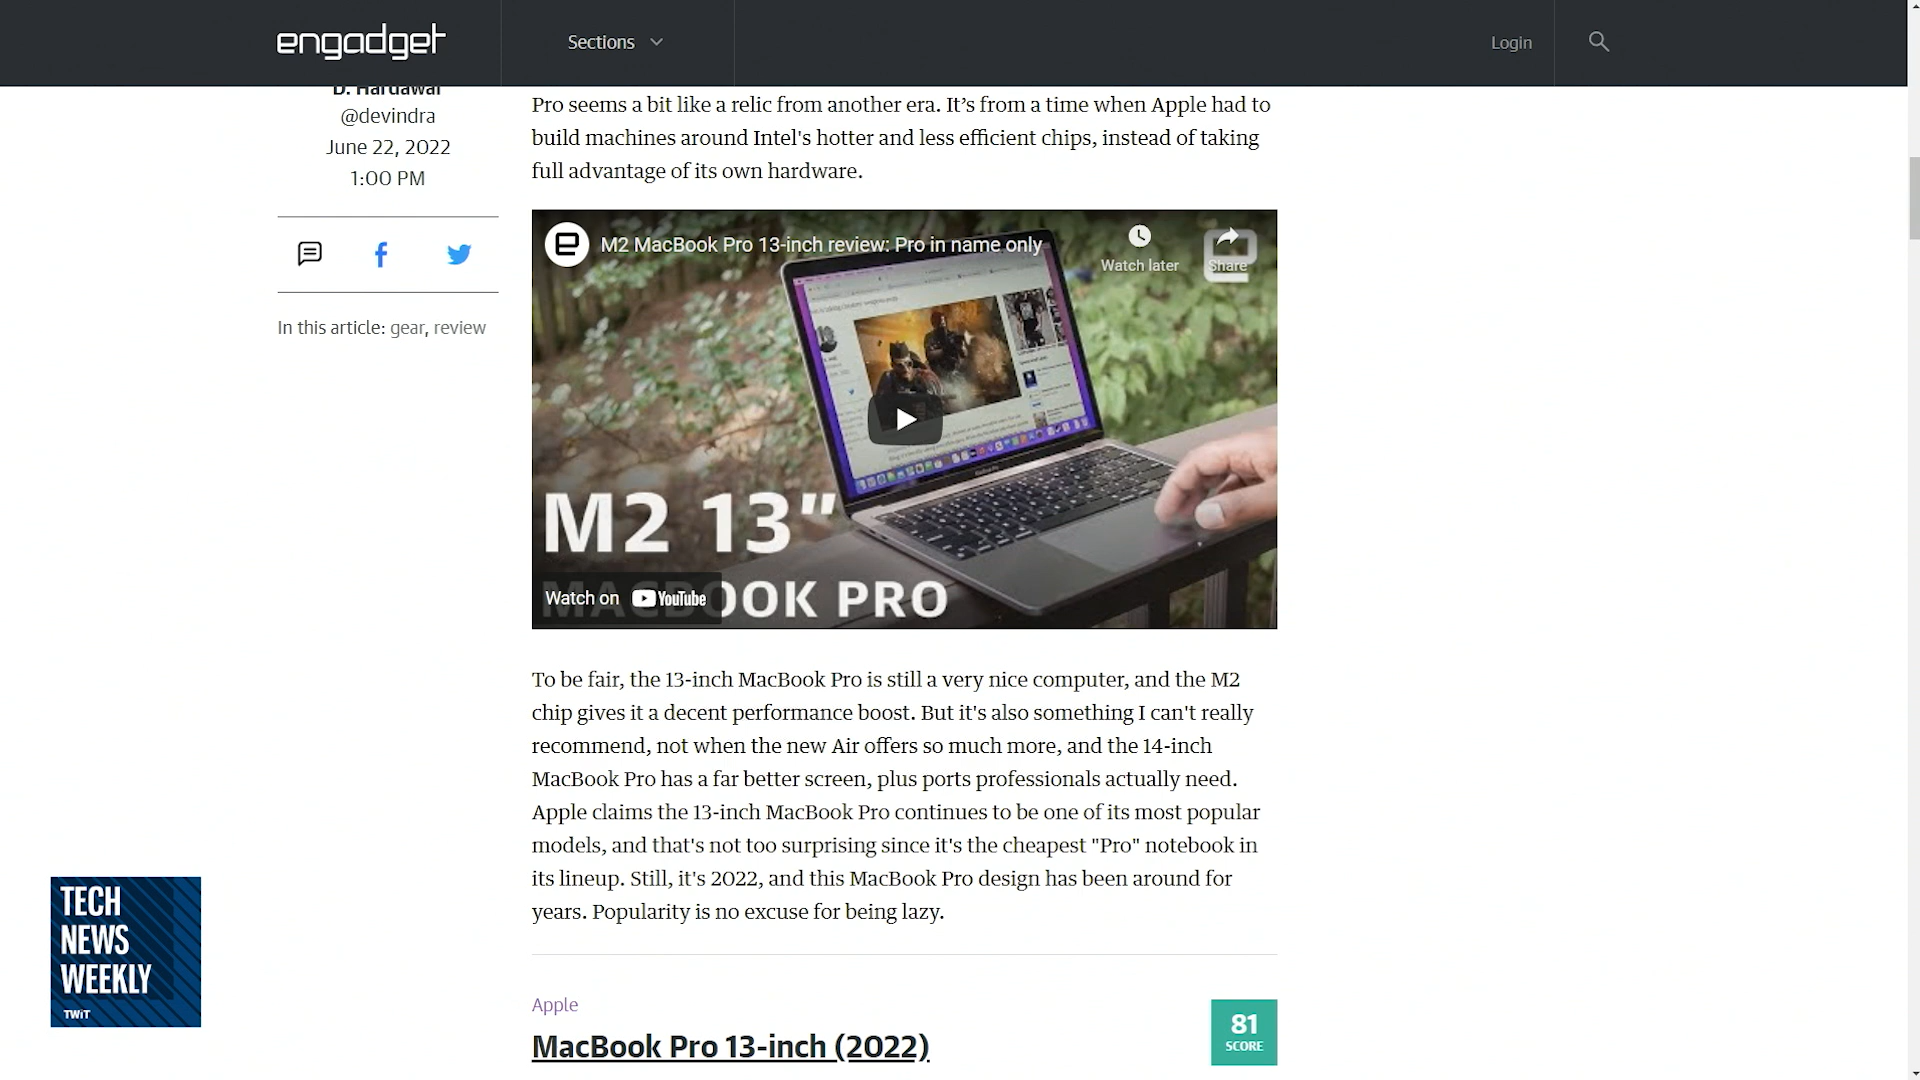 engadget
Sections
Login
D. Hardawar
@devindra
June 22, 2022
1:00 PM
In this article: gear, review
Pro seems a bit like a relic from another era. It’s from a time when Apple had to
build machines around Intel's hotter and less efficient chips, instead of taking
full advantage of its own hardware.
M2 MacBook Pro 13-inch review: Pro in name only
Watch later
Share
M2 13"
MACBOOK PRO
Watch on YouTube
To be fair, the 13-inch MacBook Pro is still a very nice computer, and the M2
chip gives it a decent performance boost. But it's also something I can't really
recommend, not when the new Air offers so much more, and the 14-inch
MacBook Pro has a far better screen, plus ports professionals actually need.
Apple claims the 13-inch MacBook Pro continues to be one of its most popular
models, and that's not too surprising since it's the cheapest "Pro" notebook in
its lineup. Still, it's 2022, and this MacBook Pro design has been around for
years. Popularity is no excuse for being lazy.
Apple
MacBook Pro 13-inch (2022)
81
SCORE
TECH
NEWS
WEEKLY
TWiT